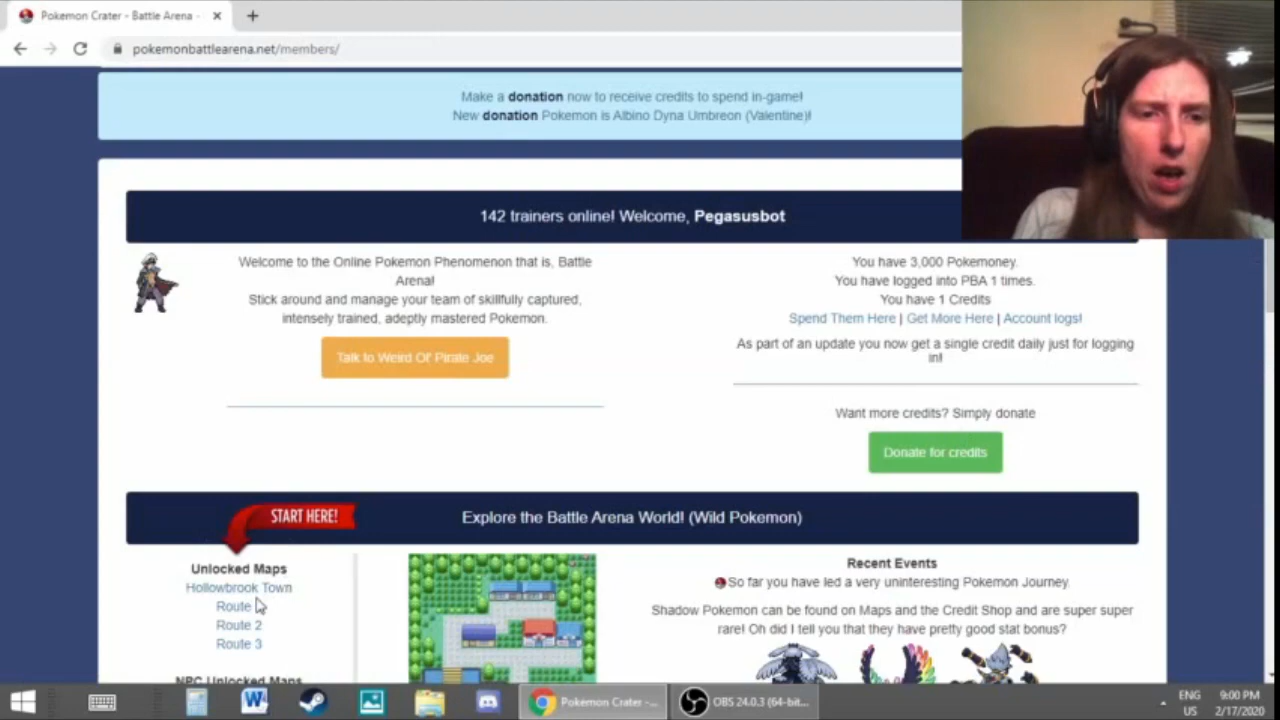 Pokemon Crater - Battle Arena -
pokemonbattlearena.net/members/
Make a donation now to receive credits to spend in-game!
New donation Pokemon is Albino Dyna Umbreon (Valentine)!
142 trainers online! Welcome, Pegasusbot
Welcome to the Online Pokemon Phenomenon that is, Battle
Arena!
Stick around and manage your team of skillfully captured,
intensely trained, adeptly mastered Pokemon.
Talk to Weird Ol' Pirate Joe
You have 3,000 Pokemoney.
You have logged into PBA 1 times.
You have 1 Credits
Spend Them Here | Get More Here | Account logs!
As part of an update you now get a single credit daily just for logging
in!
Want more credits? Simply donate
Donate for credits
START HERE!
Explore the Battle Arena World! (Wild Pokemon)
Unlocked Maps
Hollowbrook Town
Route
Route 2
Route 3
NPC Unlocked Maps
Recent Events
So far you have led a very uninteresting Pokemon Journey.
Shadow Pokemon can be found on Maps and the Credit Shop and are super super
rare! Oh did I tell you that they have pretty good stat bonus?
Pokemon Crater -...
OBS 24.0.3 (64-bit...
ENG
US
9:00 PM
2/17/2020